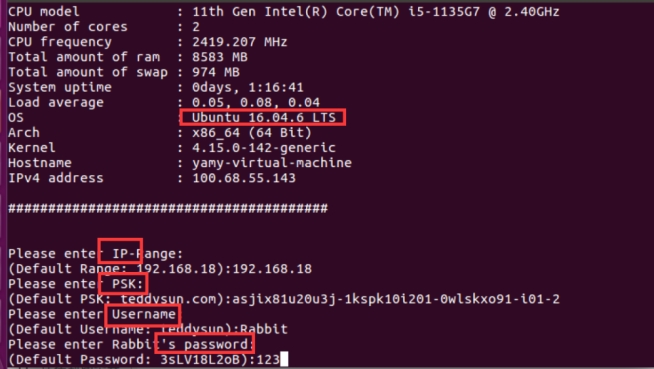 CPU model : 11th Gen Intel(R) Core(TM) i5-1135G7 @ 2.40GHz
Number of cores : 2
CPU frequency : 2419.207 MHz
Total amount of ram : 8583 MB
Total amount of swap : 974 MB
System uptime : 0days, 1:16:41
Load average : 0.05, 0.08, 0.04
OS : Ubuntu 16.04.6 LTS
Arch : x86_64 (64 Bit)
Kernel : 4.15.0-142-generic
Hostname : yamy-virtual-machine
IPv4 address : 100.68.55.143
########################################
Please enter IP-Range:
(Default Range: 192.168.18):192.168.18
Please enter PSK:
(Default PSK: teddysun.com):asjix81u20u3j-1kspk10i201-0wlskxo91-i01-2
Please enter Username:
(Default Username: teddysun):Rabbit
Please enter Rabbit's password:
(Default Password: 3sLV18L2oB):123